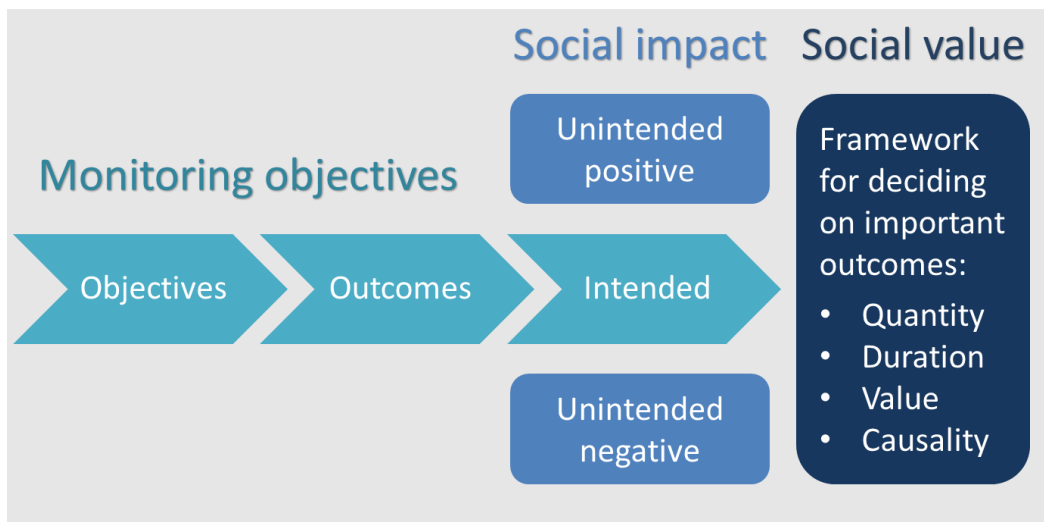 Social impact
Social value
Monitoring objectives
Unintended
positive
Objectives
Outcomes
Intended
Unintended
negative
Framework
for deciding
on important
outcomes:
• Quantity
• Duration
• Value
• Causality